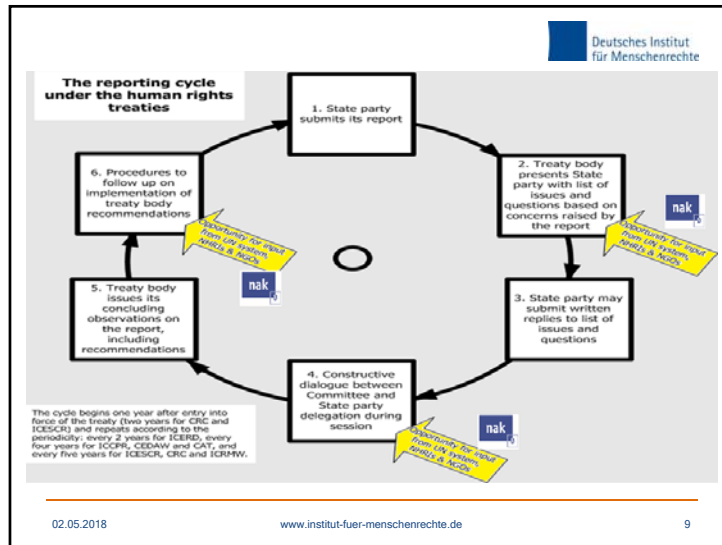 Deutsches Institut
für Menschenrechte
The reporting cycle
under the human rights
treaties
1. State party
submits its report
2. Treaty body
presents State
party with list of
issues and
questions based on
concerns raised by
the report
nak
Opportunity for input
from UN system,
NHRIs & NGOs
3. State party may
submit written
replies to list of
issues and
questions
4. Constructive
dialogue between
Committee and
State party
delegation during
session
nak
Opportunity for input
from UN system,
NHRIs & NGOs
5. Treaty body
issues its
concluding
observations on
the report,
including
recommendations
6. Procedures to
follow up on
implementation of
treaty body
recommendations
Opportunity for input
from UN system,
NHRIs & NGOs
nak
The cycle begins one year after entry into
force of the treaty (two years for CRC and
ICESCR) and repeats according to the
periodicity: every 2 years for ICERD, every
four years for ICCPR, CEDAW and CAT, and
every five years for ICESCR, CRC and ICRMW.
02.05.2018
www.institut-fuer-menschenrechte.de
9